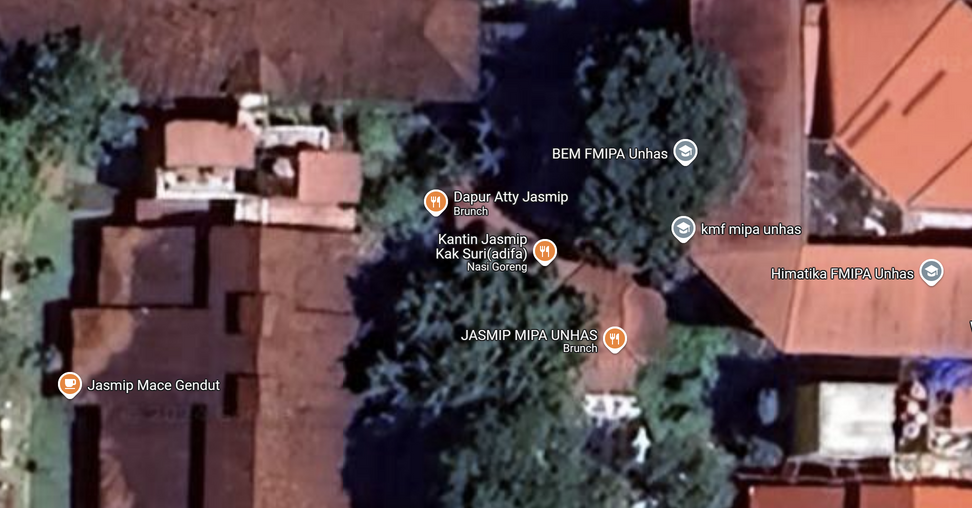 BEM FMIPA Unhas
Dapur Atty Jasmip
Brunch
kmf mipa unhas
Kantin Jasmip
Kak Suri(adifa)
Nasi Goreng
Himatika FMIPA Unhas
JASMIP MIPA UNHAS
Brunch
Jasmip Mace Gendut